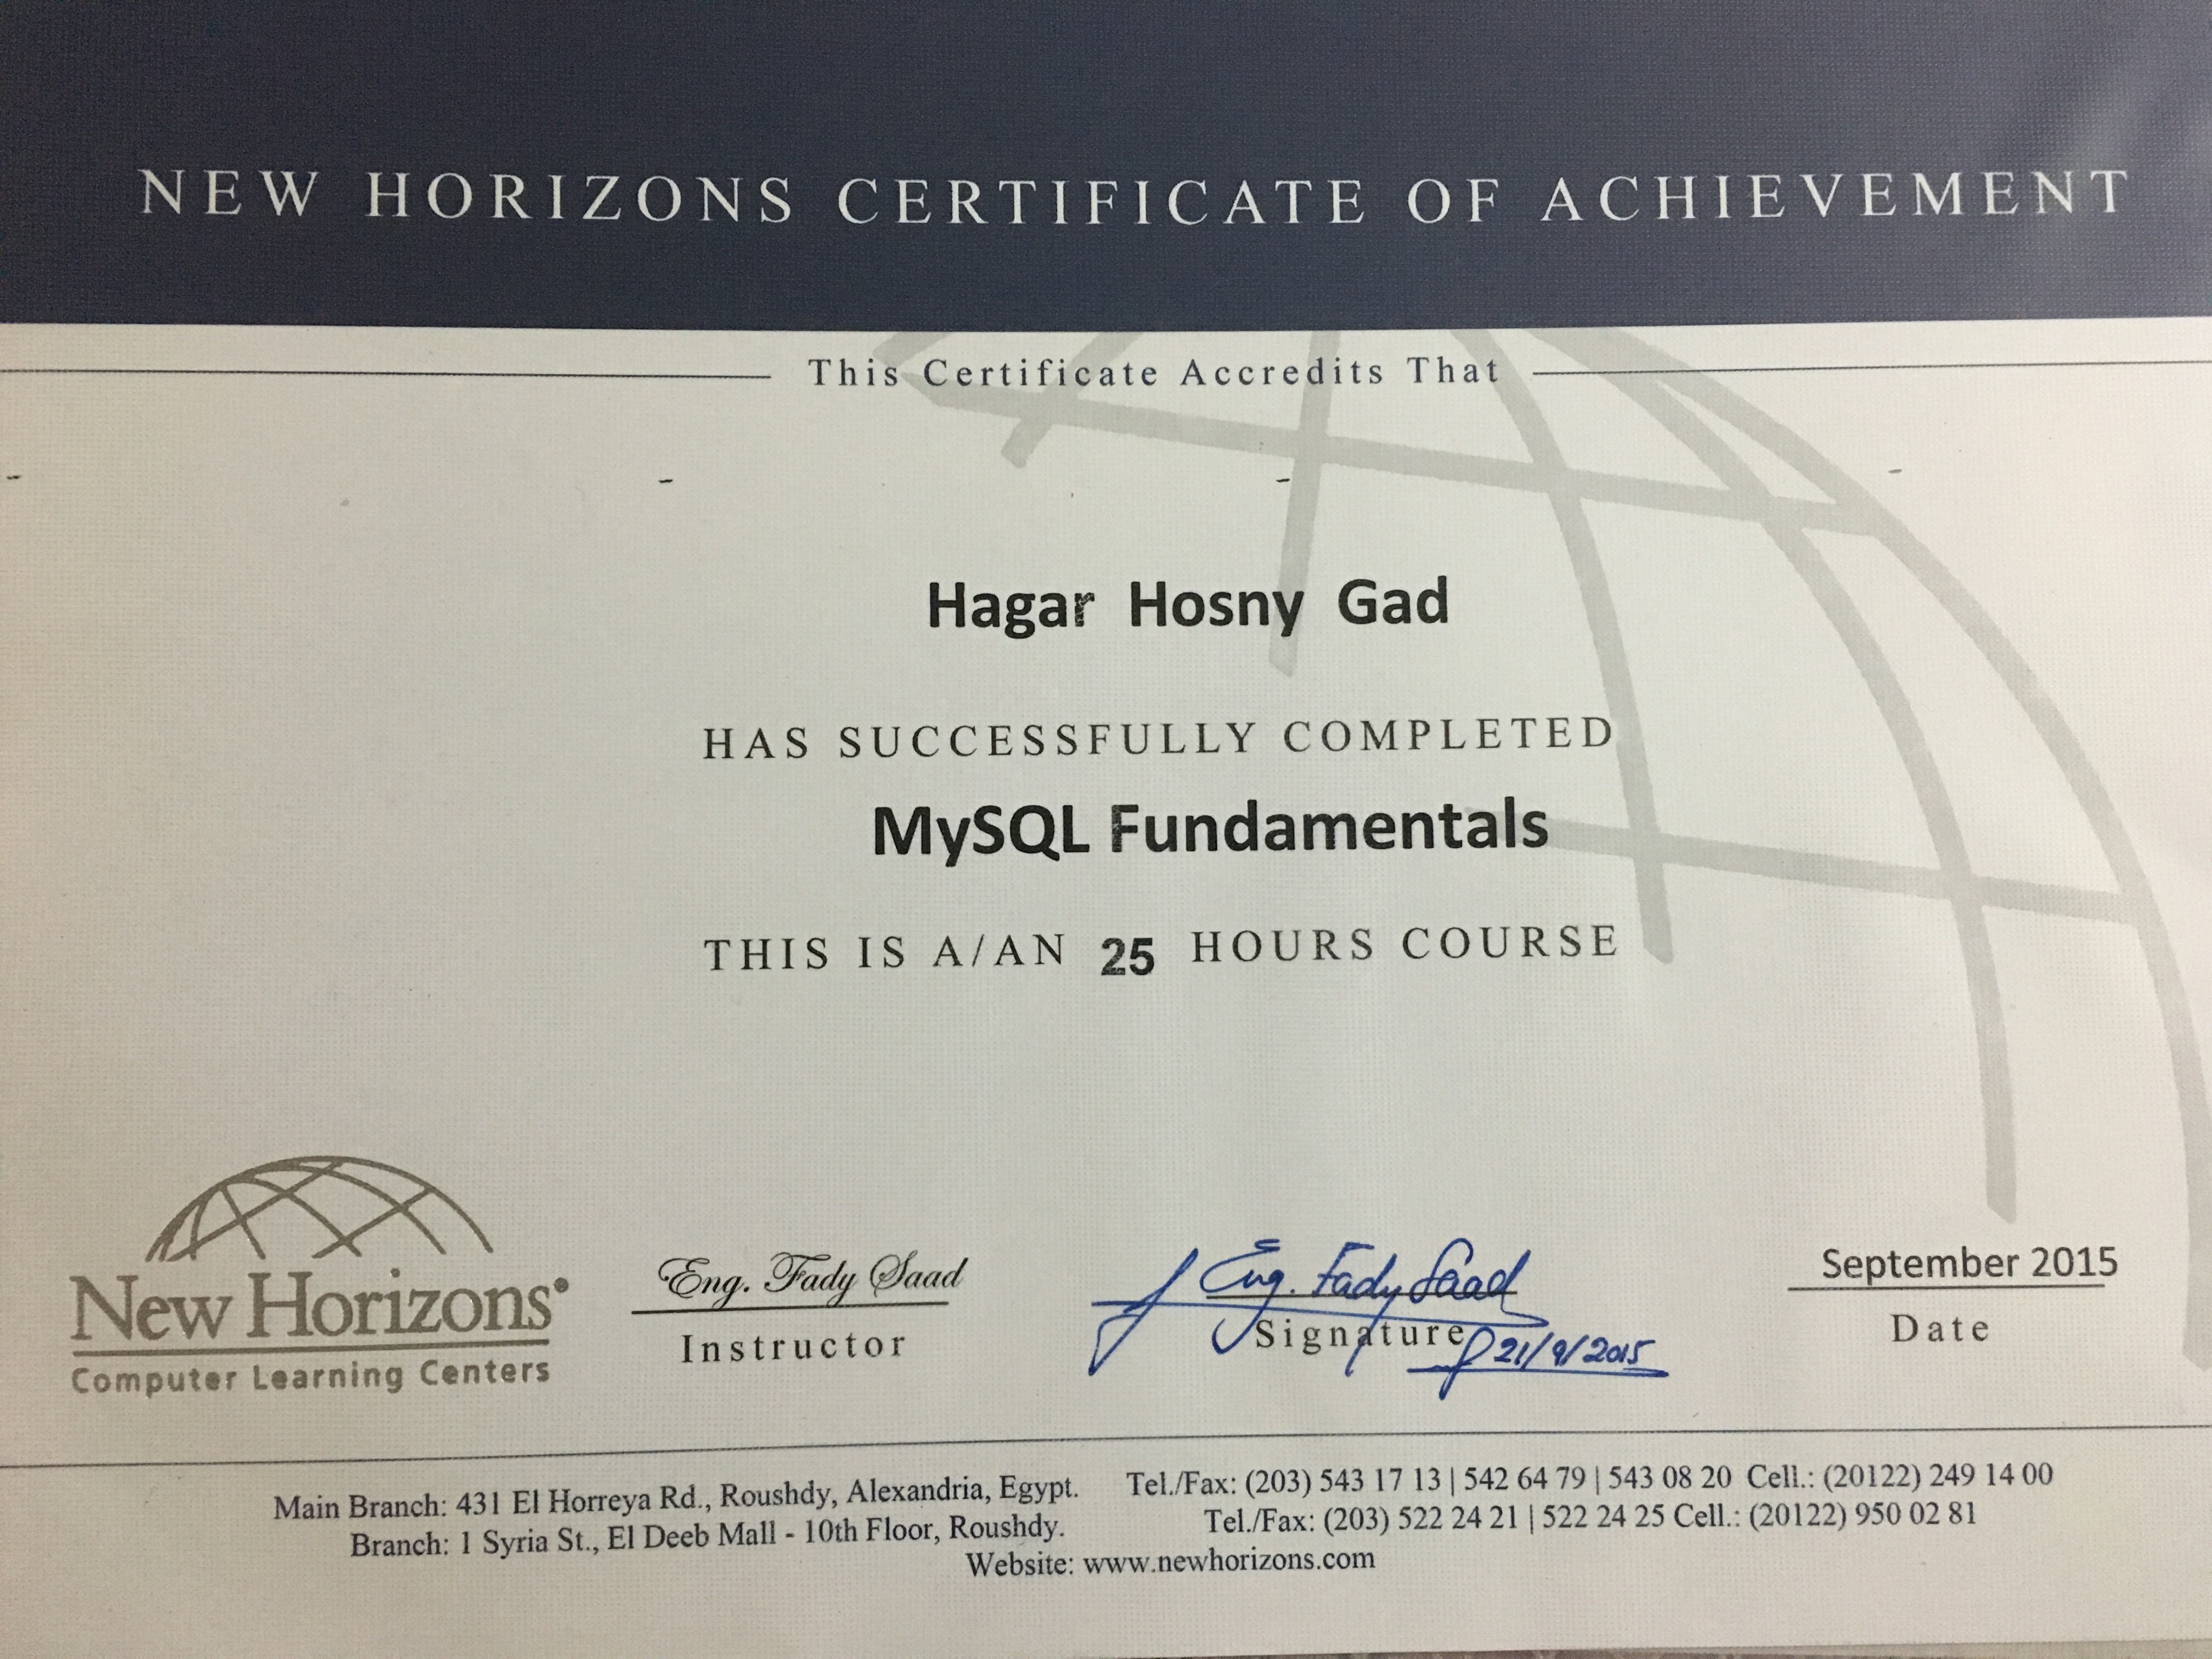 NEW HORIZONS CERTIFICATE OF ACHIEVEMENT
This Certificate Accredits That
Hagar Hosny Gad
HAS SUCCESSFULLY COMPLETED
MySQL Fundamentals
THIS IS A/AN 25 HOURS COURSE
New Horizons
Computer Learning Centers
Eng. Fady Saad
Instructor
Eng. Fady Saad
Signature
21/9/2015
September 2015
Date
Main Branch: 431 El Horreya Rd., Roushdy, Alexandria, Egypt. Tel./Fax: (203) 543 17 13 | 542 64 79 | 543 08 20 Cell.: (20122) 249 14 00
Branch: 1 Syria St., El Deeb Mall - 10th Floor, Roushdy. Tel./Fax: (203) 522 24 21 | 522 24 25 Cell.: (20122) 950 02 81
Website: www.newhorizons.com